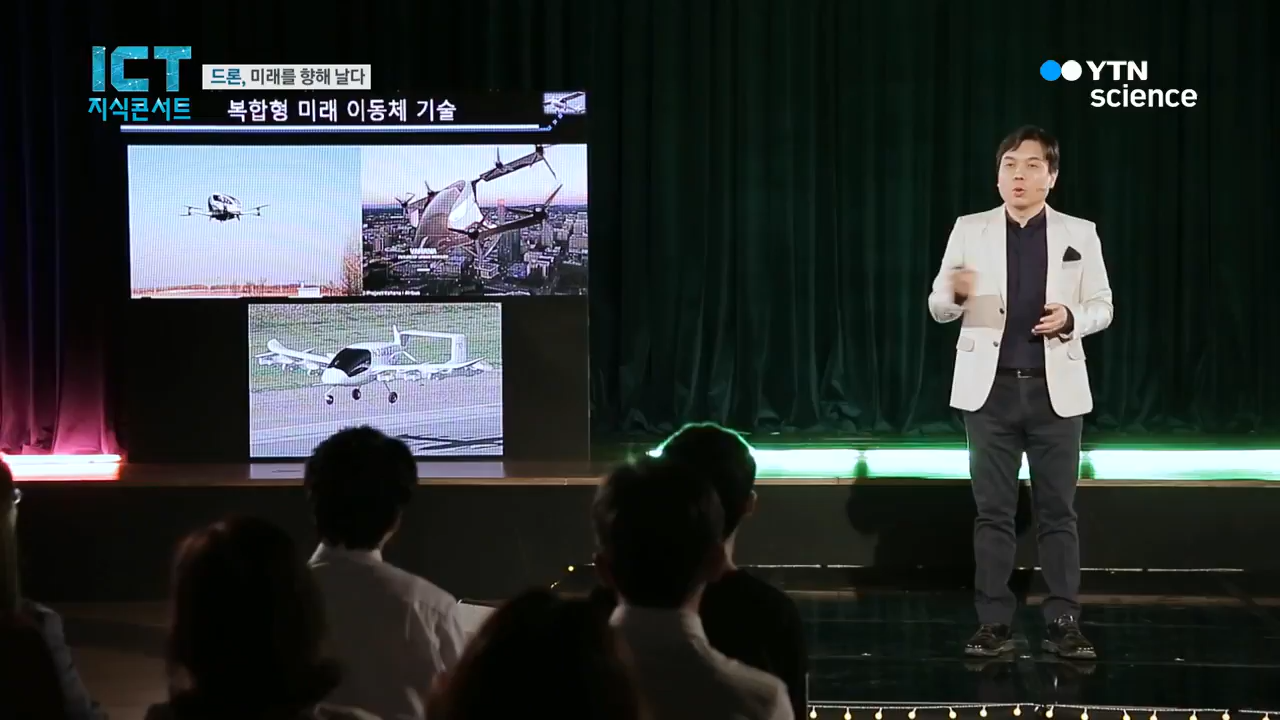 ICT
지식콘서트
드론, 미래를 향해 날다
복합형 미래 이동체 기술
VAHANA
YTN
science